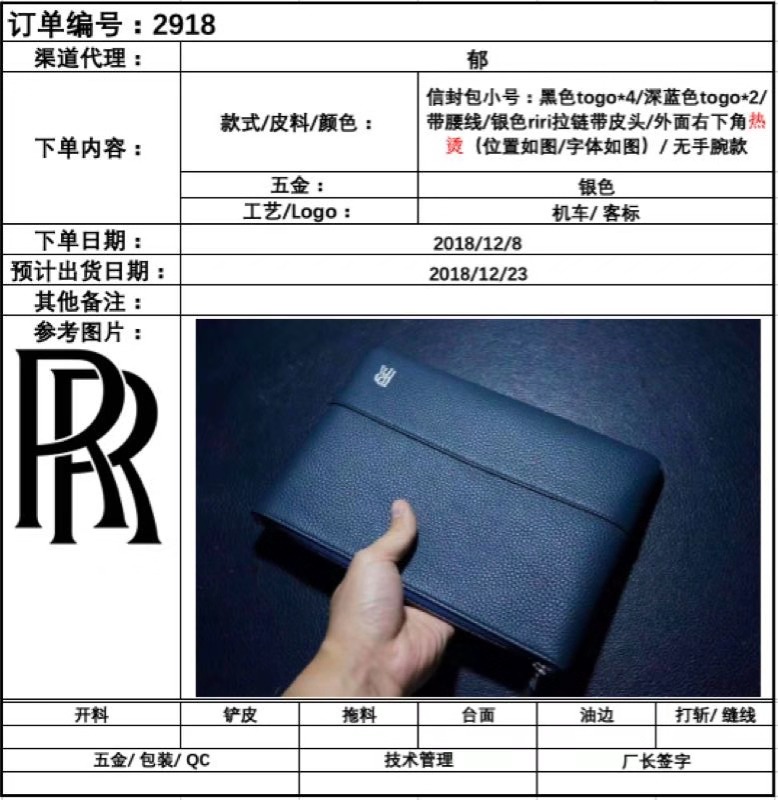 订单编号：2918
渠道代理：
郁
下单内容：
款式/皮料/颜色：
信封包小号：黑色togo*4/深蓝色togo*2/
带腰线/银色riri拉链带皮头/外面右下角热
烫（位置如图/字体如图）/ 无手腕款
五金：
银色
工艺/Logo：
机车/ 客标
下单日期：
2018/12/8
预计出货日期：
2018/12/23
其他备注：
参考图片：
RR
RR
开料
铲皮
拖料
台面
油边
打斩/ 缝线
五金/ 包装/ QC
技术管理
厂长签字